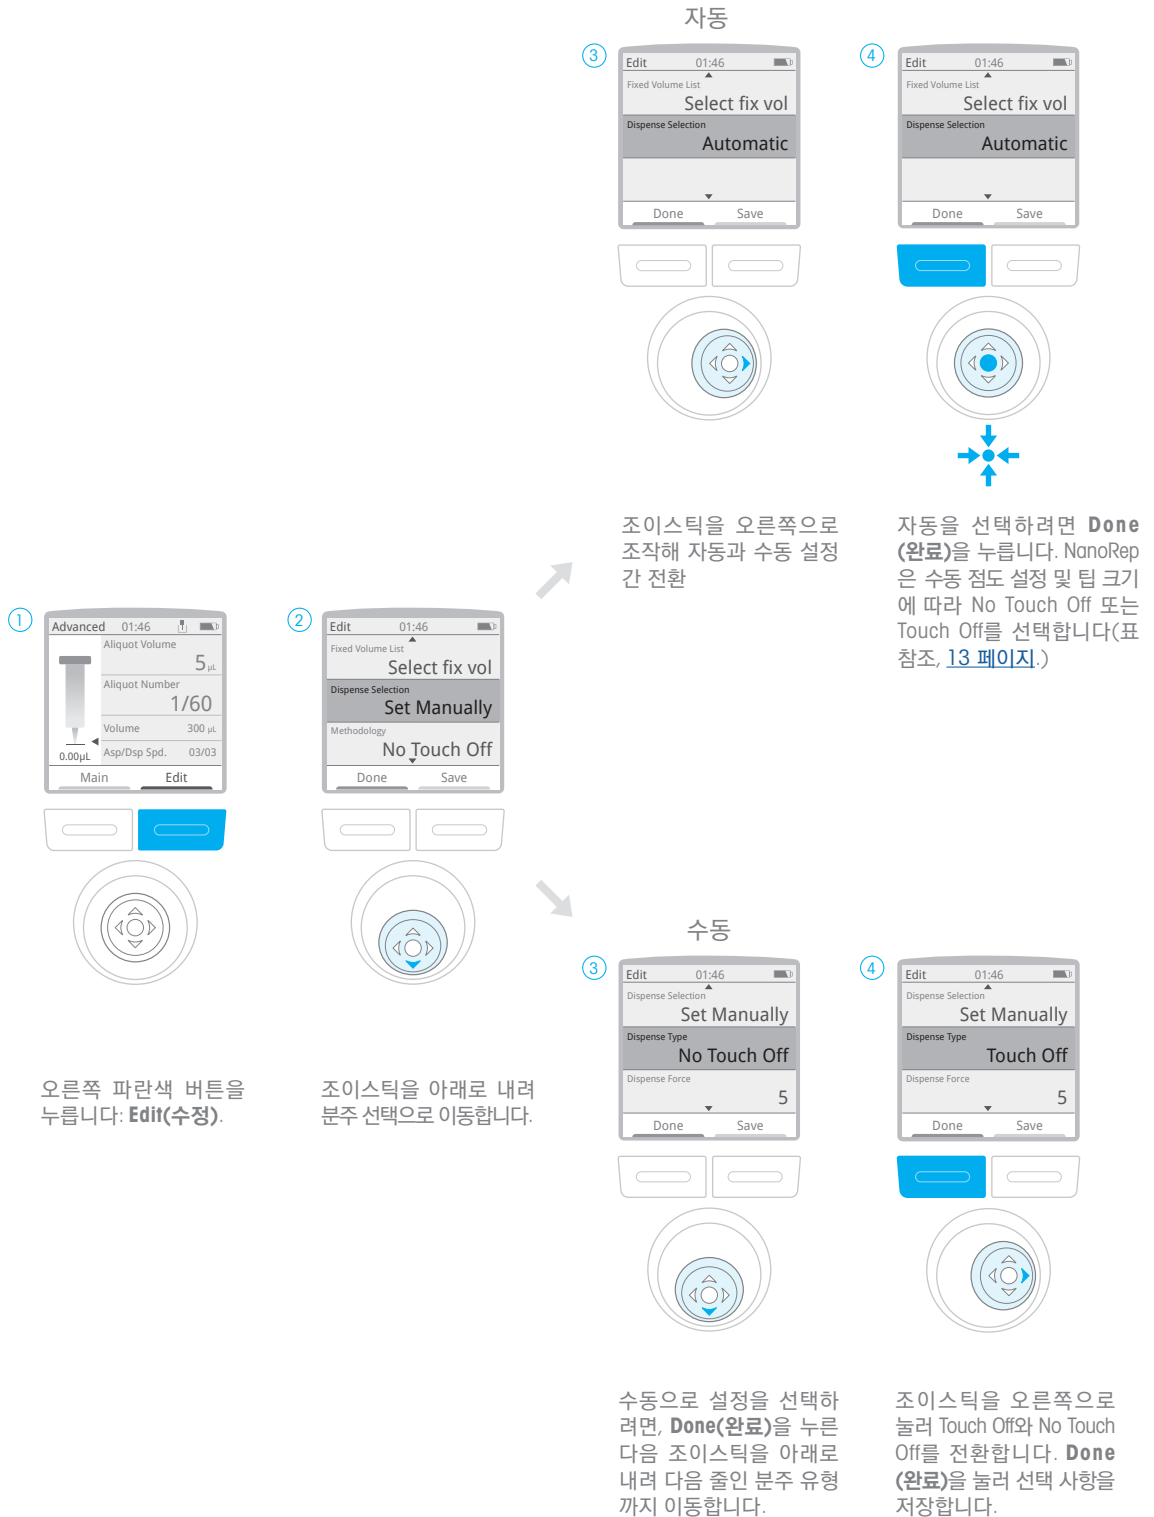 자동
3
Edit 01:46
Fixed Volume List
Select fix vol
Dispense Selection
Automatic
Done Save
4
Edit 01:46
Fixed Volume List
Select fix vol
Dispense Selection
Automatic
Done Save
조이스틱을 오른쪽으로
조작해 자동과 수동 설정
간 전환
자동을 선택하려면 Done
(완료)을 누릅니다. NanoRep
은 수동 점도 설정 및 팁 크기
에 따라 No Touch Off 또는
Touch Off를 선택합니다(표
참조, 13 페이지.)
1
Advanced 01:46
Aliquot Volume
5 µL
Aliquot Number
1/60
Volume 300 µL
Asp/Dsp Spd. 03/03
0.00µL
Main Edit
2
Edit 01:46
Fixed Volume List
Select fix vol
Dispense Selection
Set Manually
Methodology
No Touch Off
Done Save
오른쪽 파란색 버튼을
누릅니다: Edit(수정).
조이스틱을 아래로 내려
분주 선택으로 이동합니다.
수동
3
Edit 01:46
Dispense Selection
Set Manually
Dispense Type
No Touch Off
Dispense Force
5
Done Save
4
Edit 01:46
Dispense Selection
Set Manually
Dispense Type
Touch Off
Dispense Force
5
Done Save
수동으로 설정을 선택하
려면, Done(완료)을 누른
다음 조이스틱을 아래로
내려 다음 줄인 분주 유형
까지 이동합니다.
조이스틱을 오른쪽으로
눌러 Touch Off와 No Touch
Off를 전환합니다. Done
(완료)을 눌러 선택 사항을
저장합니다.